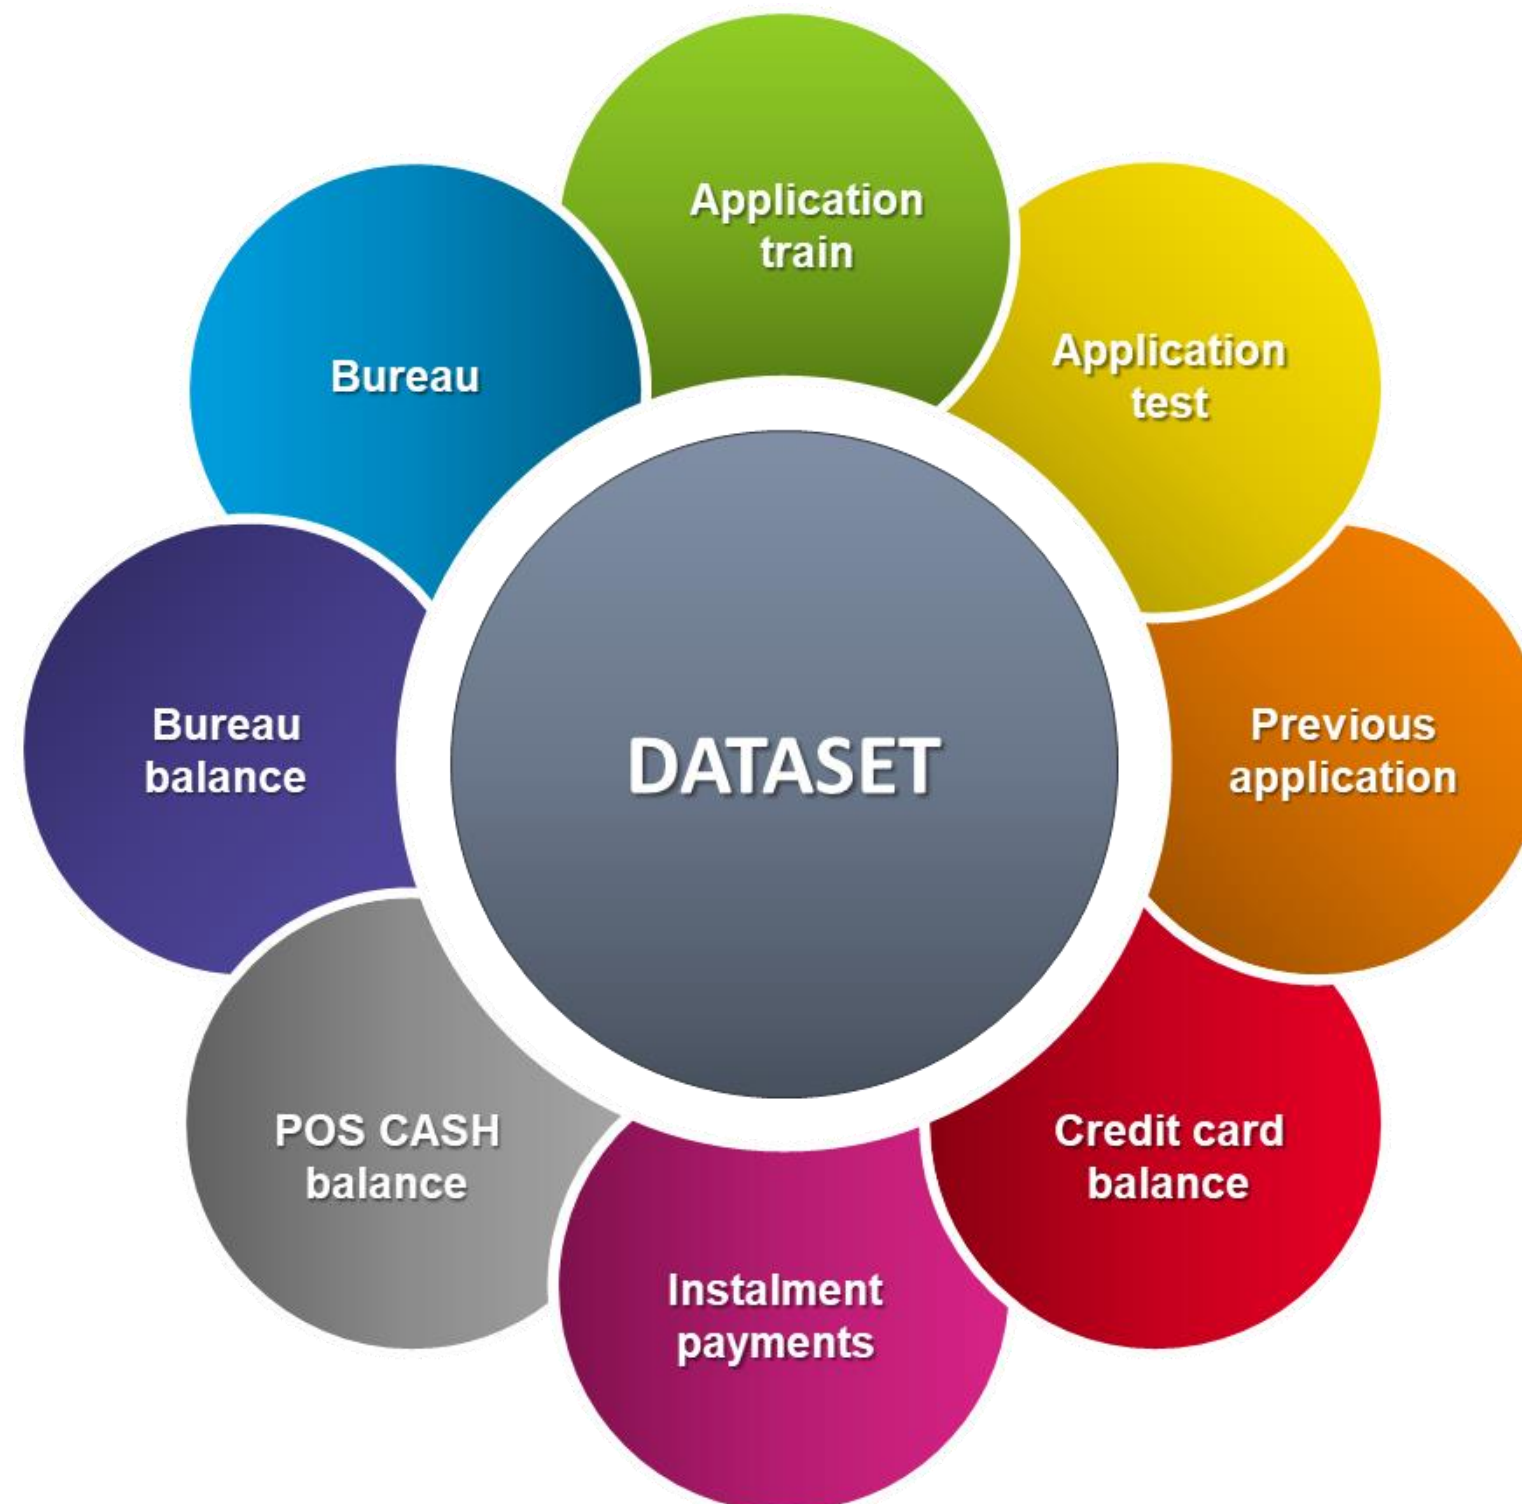 Application
train
Application
test
Previous
application
Credit card
balance
Instalment
payments
POS CASH
balance
Bureau
balance
Bureau
DATASET